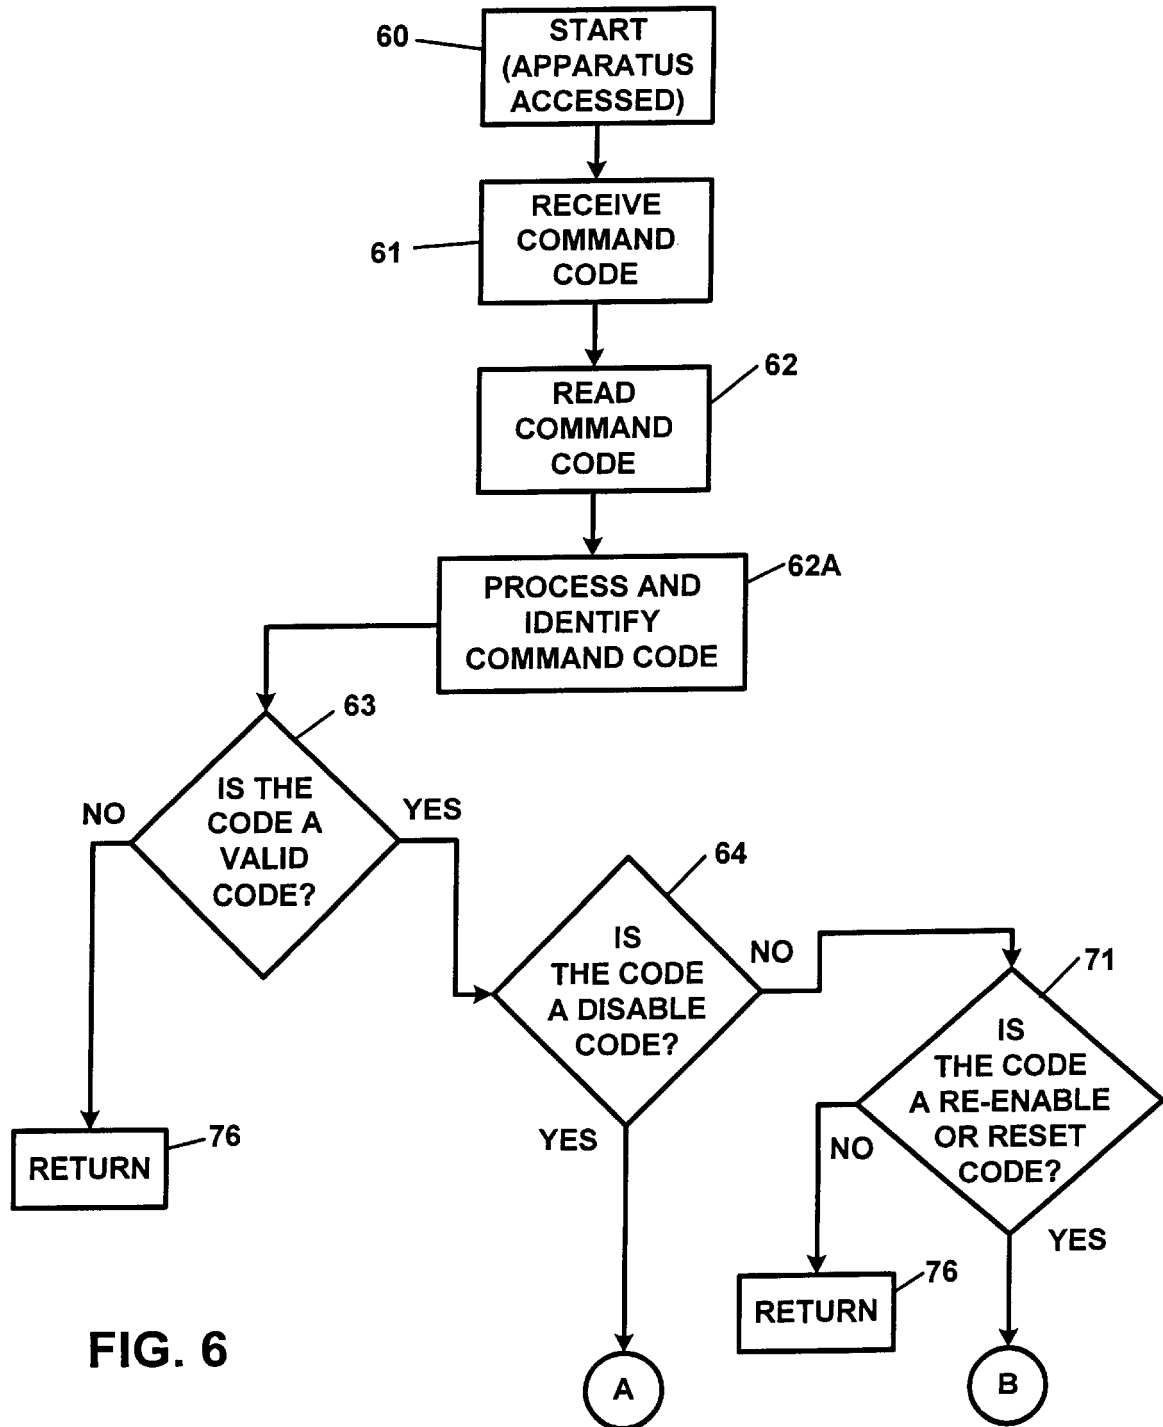 60
START
(APPARATUS
ACCESSED)
61
RECEIVE
COMMAND
CODE
62
READ
COMMAND
CODE
62A
PROCESS AND
IDENTIFY
COMMAND CODE
63
IS THE
CODE A
VALID
CODE?
NO
YES
64
IS
THE CODE
A DISABLE
CODE?
NO
YES
71
IS
THE CODE
A RE-ENABLE
OR RESET
CODE?
NO
YES
76
RETURN
76
RETURN
FIG. 6
A
B